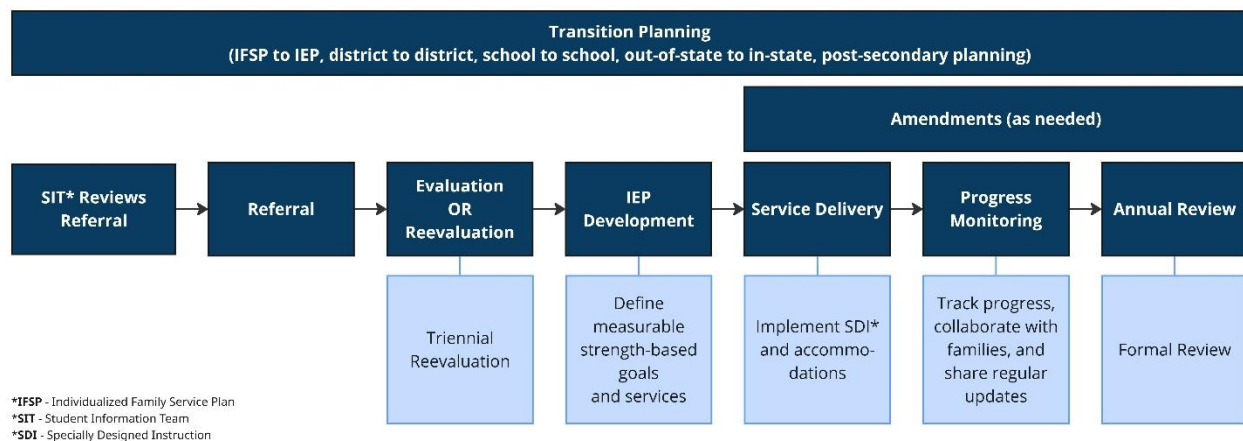 Transition Planning
(IFSP to IEP, district to district, school to school, out-of-state to in-state, post-secondary planning)
Amendments (as needed)
SIT* Reviews
Referral
Referral
Evaluation
OR
Reevaluation
IEP
Development
Service Delivery
Progress
Monitoring
Annual Review
Triennial
Reevaluation
Define
measurable
strength-based
goals
and services
Implement SDI*
and accommo-
dations
Track progress,
collaborate with
families, and
share regular
updates
Formal Review
*IFSP - Individualized Family Service Plan
*SIT - Student Information Team
*SDI - Specially Designed Instruction